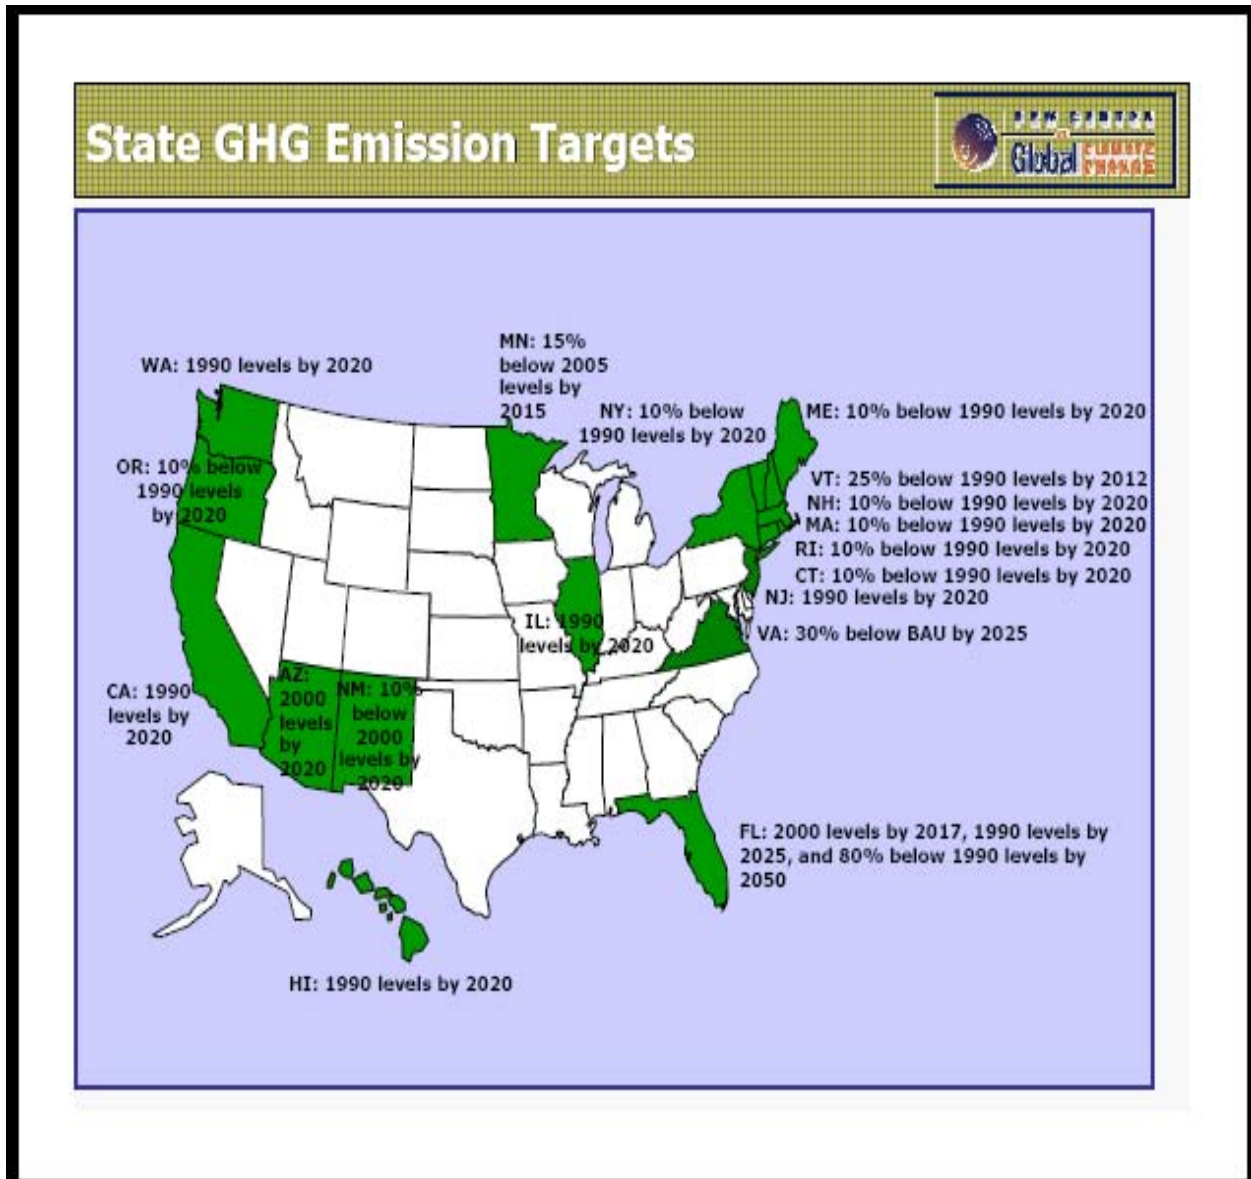 State GHG Emission Targets
PEW CENTER
ON
Global CLIMATE
CHANGE
WA: 1990 levels by 2020
MN: 15%
below 2005
levels by
2015
NY: 10% below
1990 levels by 2020
ME: 10% below 1990 levels by 2020
OR: 10% below
1990 levels
by 2020
VT: 25% below 1990 levels by 2012
NH: 10% below 1990 levels by 2020
MA: 10% below 1990 levels by 2020
RI: 10% below 1990 levels by 2020
CT: 10% below 1990 levels by 2020
NJ: 1990 levels by 2020
VA: 30% below BAU by 2025
IL: 1990
levels by 2020
CA: 1990
levels by
2020
AZ:
2000
levels
by
2020
NM: 10%
below
2000
levels by
2020
FL: 2000 levels by 2017, 1990 levels by
2025, and 80% below 1990 levels by
2050
HI: 1990 levels by 2020